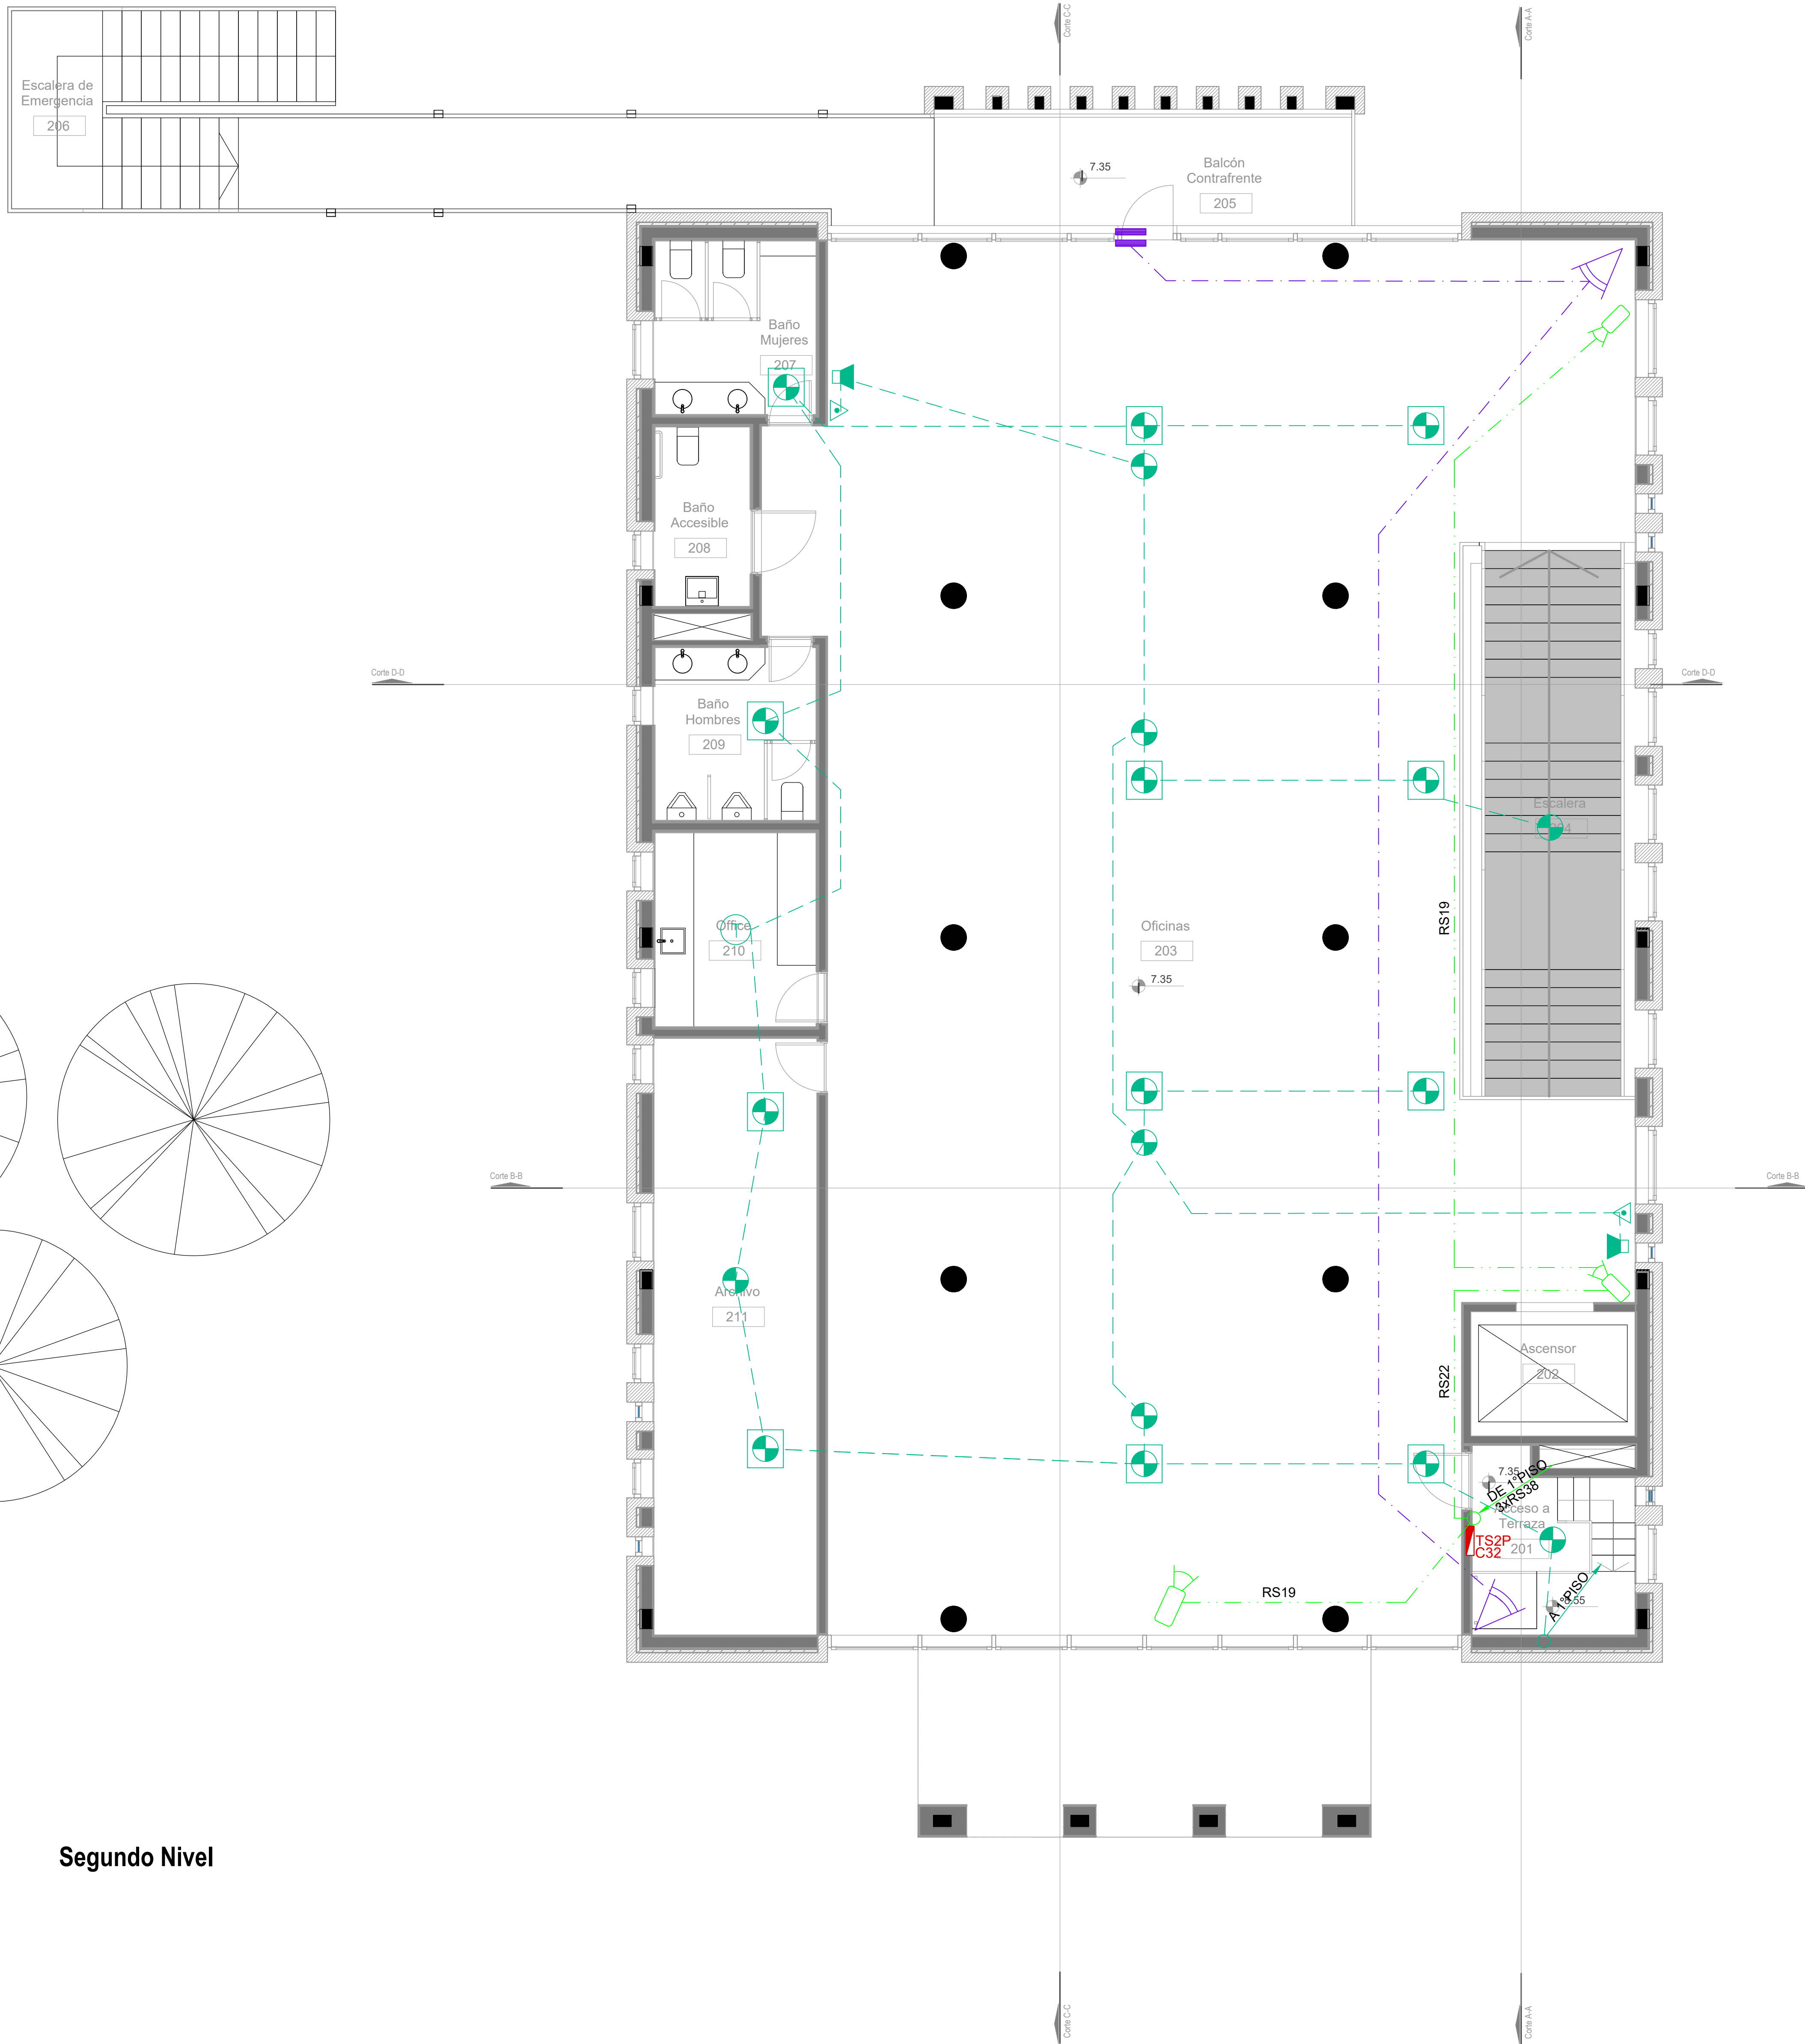 Corte C-C
Corte A-A
Escalera de
Emergencia
206
7.35
Balcón
Contrafrente
205
Baño
Mujeres
207
Baño
Accesible
208
Corte D-D
Corte D-D
Baño
Hombres
209
Escalera
204
RS19
Office
210
Oficinas
203
7.35
Corte B-B
Corte B-B
Archivo
211
Ascensor
202
RS22
7.35
DE 1°PISO
3xRS38
Acceso a
Terraza
201
TS2P
C32
RS19
A 1°PISO
Segundo Nivel
Corte C-C
Corte A-A